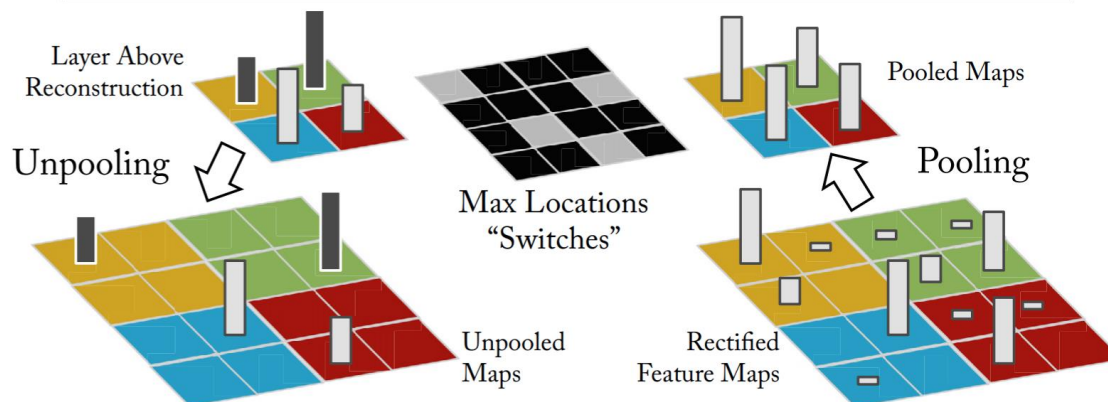 Layer Above
Reconstruction
Pooled Maps
Unpooling
Pooling
Max Locations
“Switches”
Unpooled
Maps
Rectified
Feature Maps